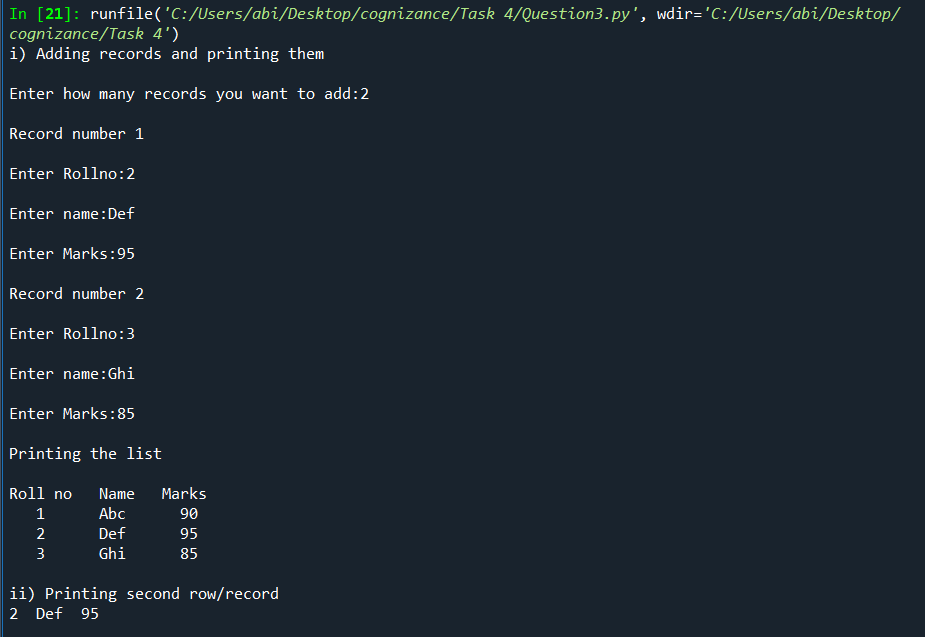 In [21]: runfile('C:/Users/abi/Desktop/cognizance/Task 4/Question3.py', wdir='C:/Users/abi/Desktop/
cognizance/Task 4')
i) Adding records and printing them
Enter how many records you want to add:2
Record number 1
Enter Rollno:2
Enter name:Def
Enter Marks:95
Record number 2
Enter Rollno:3
Enter name:Ghi
Enter Marks:85
Printing the list
Roll no   Name   Marks
   1      Abc      90
   2      Def      95
   3      Ghi      85
ii) Printing second row/record
2  Def  95